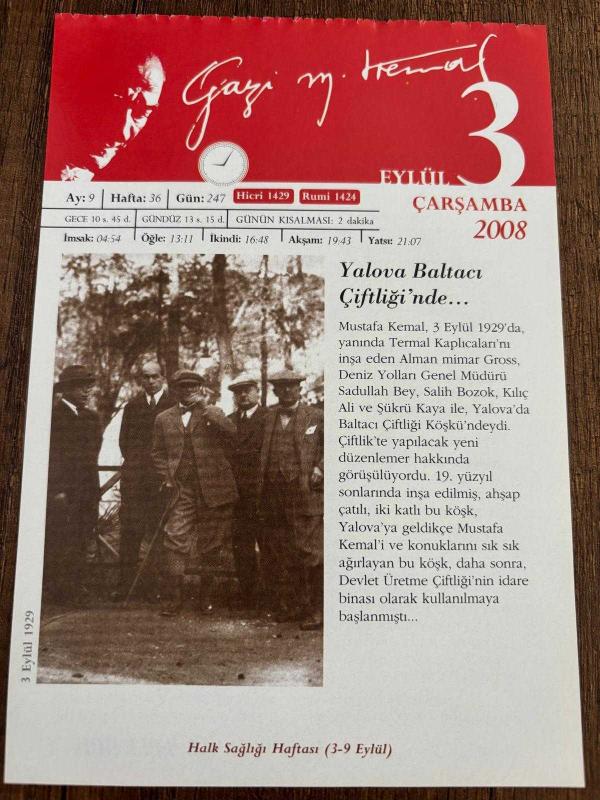 Gazi M. Kemal
3
EYLÜL
ÇARŞAMBA
2008
Ay: 9 Hafta: 36 Gün: 247 Hicri 1429 Rumi 1424
GECE 10 s. 45 d. GÜNDÜZ 13 s. 15 d. GÜNÜN KISALMASI: 2 dakika
İmsak: 04:54 Öğle: 13:11 İkindi: 16:48 Akşam: 19:43 Yatsı: 21:07
Yalova Baltacı
Çiftliği'nde...
Mustafa Kemal, 3 Eylül 1929'da,
yanında Termal Kaplıcaları'nı
inşa eden Alman mimar Gross,
Deniz Yolları Genel Müdürü
Sadullah Bey, Salih Bozok, Kılıç
Ali ve Şükrü Kaya ile, Yalova'da
Baltacı Çiftliği Köşkü'ndeydi.
Çiftlik'te yapılacak yeni
düzenlemer hakkında
görüşülüyordu. 19. yüzyıl
sonlarında inşa edilmiş, ahşap
çatılı, iki katlı bu köşk,
Yalova'ya geldikçe Mustafa
Kemal'i ve konuklarını sık sık
ağırlayan bu köşk, daha sonra,
Devlet Üretme Çiftliği'nin idare
binası olarak kullanılmaya
başlanmıştı...
3 Eylül 1929
Halk Sağlığı Haftası (3-9 Eylül)